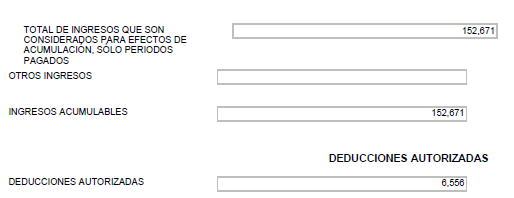 TOTAL DE INGRESOS QUE SON 152,671
CONSIDERADOS PARA EFECTOS DE
ACUMULACIÓN, SÓLO PERIODOS
PAGADOS
OTROS INGRESOS
INGRESOS ACUMULABLES 152,671
DEDUCCIONES AUTORIZADAS
DEDUCCIONES AUTORIZADAS 6,556